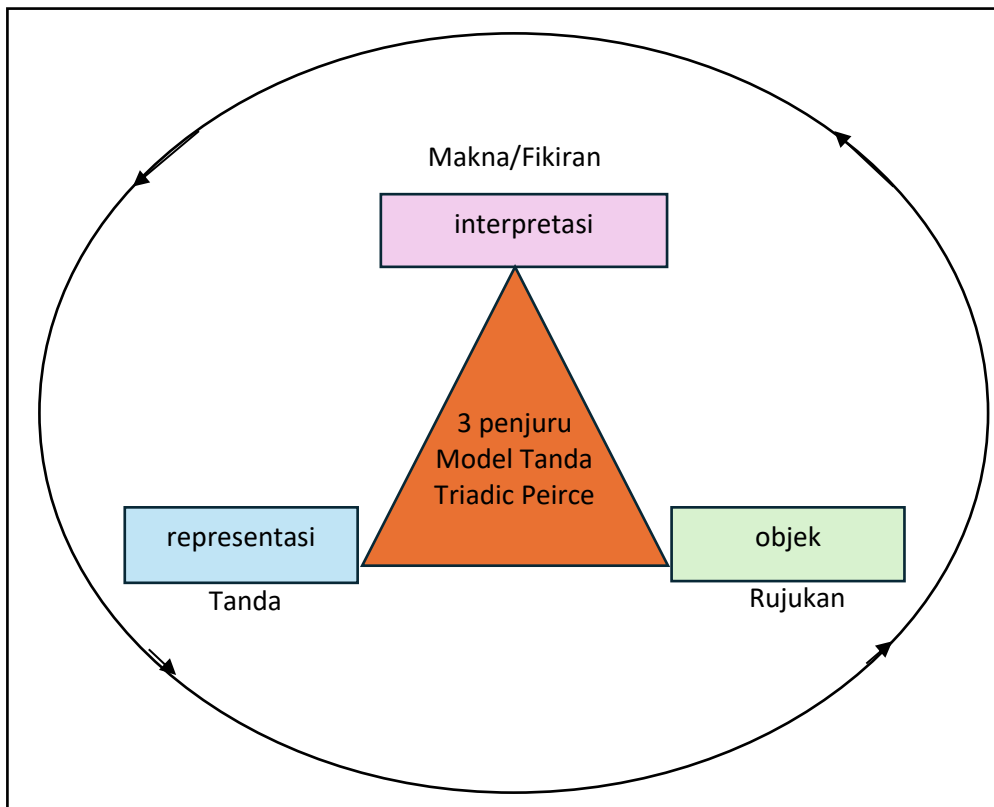 Makna/Fikiran
interpretasi
3 penjuru
Model Tanda
Triadic Peirce
representasi
objek
Tanda
Rujukan